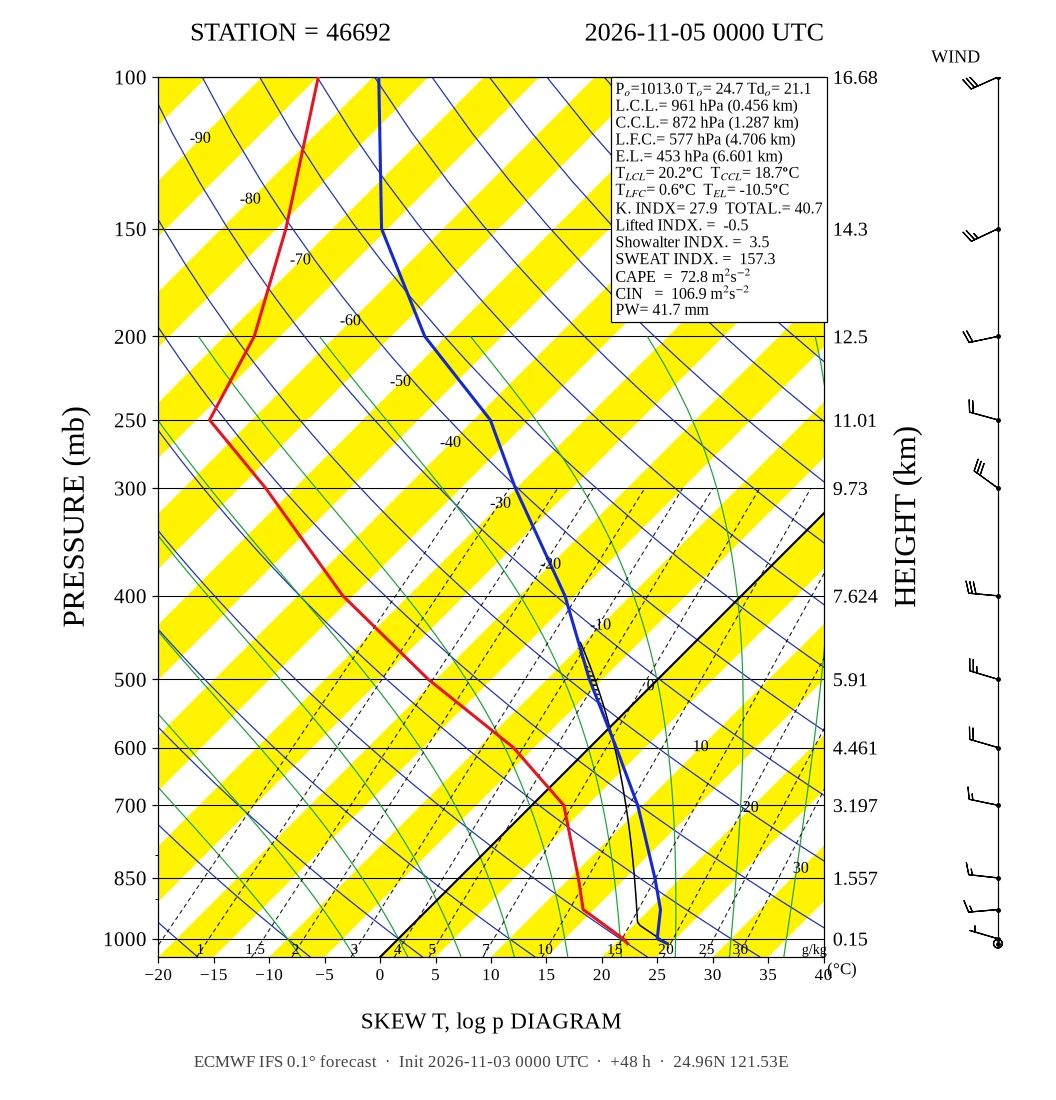 STATION = 46692
2026-11-05 0000 UTC
WIND
P₀=1013.0 T₀= 24.7 Td₀= 21.1
L.C.L.= 961 hPa (0.456 km)
C.C.L.= 872 hPa (1.287 km)
L.F.C.= 577 hPa (4.706 km)
E.L.= 453 hPa (6.601 km)
T_LCL= 20.2°C T_CCL= 18.7°C
T_LFC= 0.6°C T_EL= -10.5°C
K. INDX= 27.9 TOTAL.= 40.7
Lifted INDX. = -0.5
Showalter INDX. = 3.5
SWEAT INDX. = 157.3
CAPE = 72.8 m²s⁻²
CIN = 106.9 m²s⁻²
PW= 41.7 mm
PRESSURE (mb)
100
150
200
250
300
400
500
600
700
850
1000
-90
-80
-70
-60
-50
-40
-30
-20
-10
0
10
20
30
16.68
14.3
12.5
11.01
9.73
7.624
5.91
4.461
3.197
1.557
0.15
HEIGHT (km)
1 1.5 2 3 4 5 7 10 15 20 25 30 g/kg
−20 −15 −10 −5 0 5 10 15 20 25 30 35 40 (°C)
SKEW T, log p DIAGRAM
ECMWF IFS 0.1° forecast · Init 2026-11-03 0000 UTC · +48 h · 24.96N 121.53E